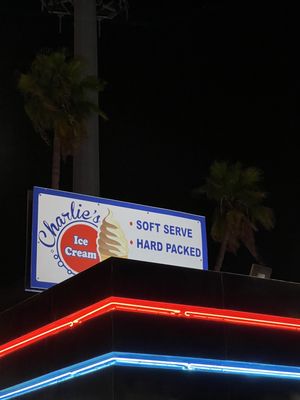 Charlie's
Ice
Cream
• SOFT SERVE
• HARD PACKED